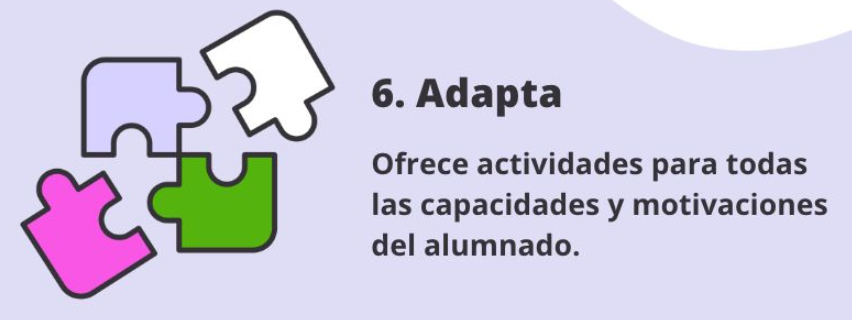 6. Adapta
Ofrece actividades para todas
las capacidades y motivaciones
del alumnado.